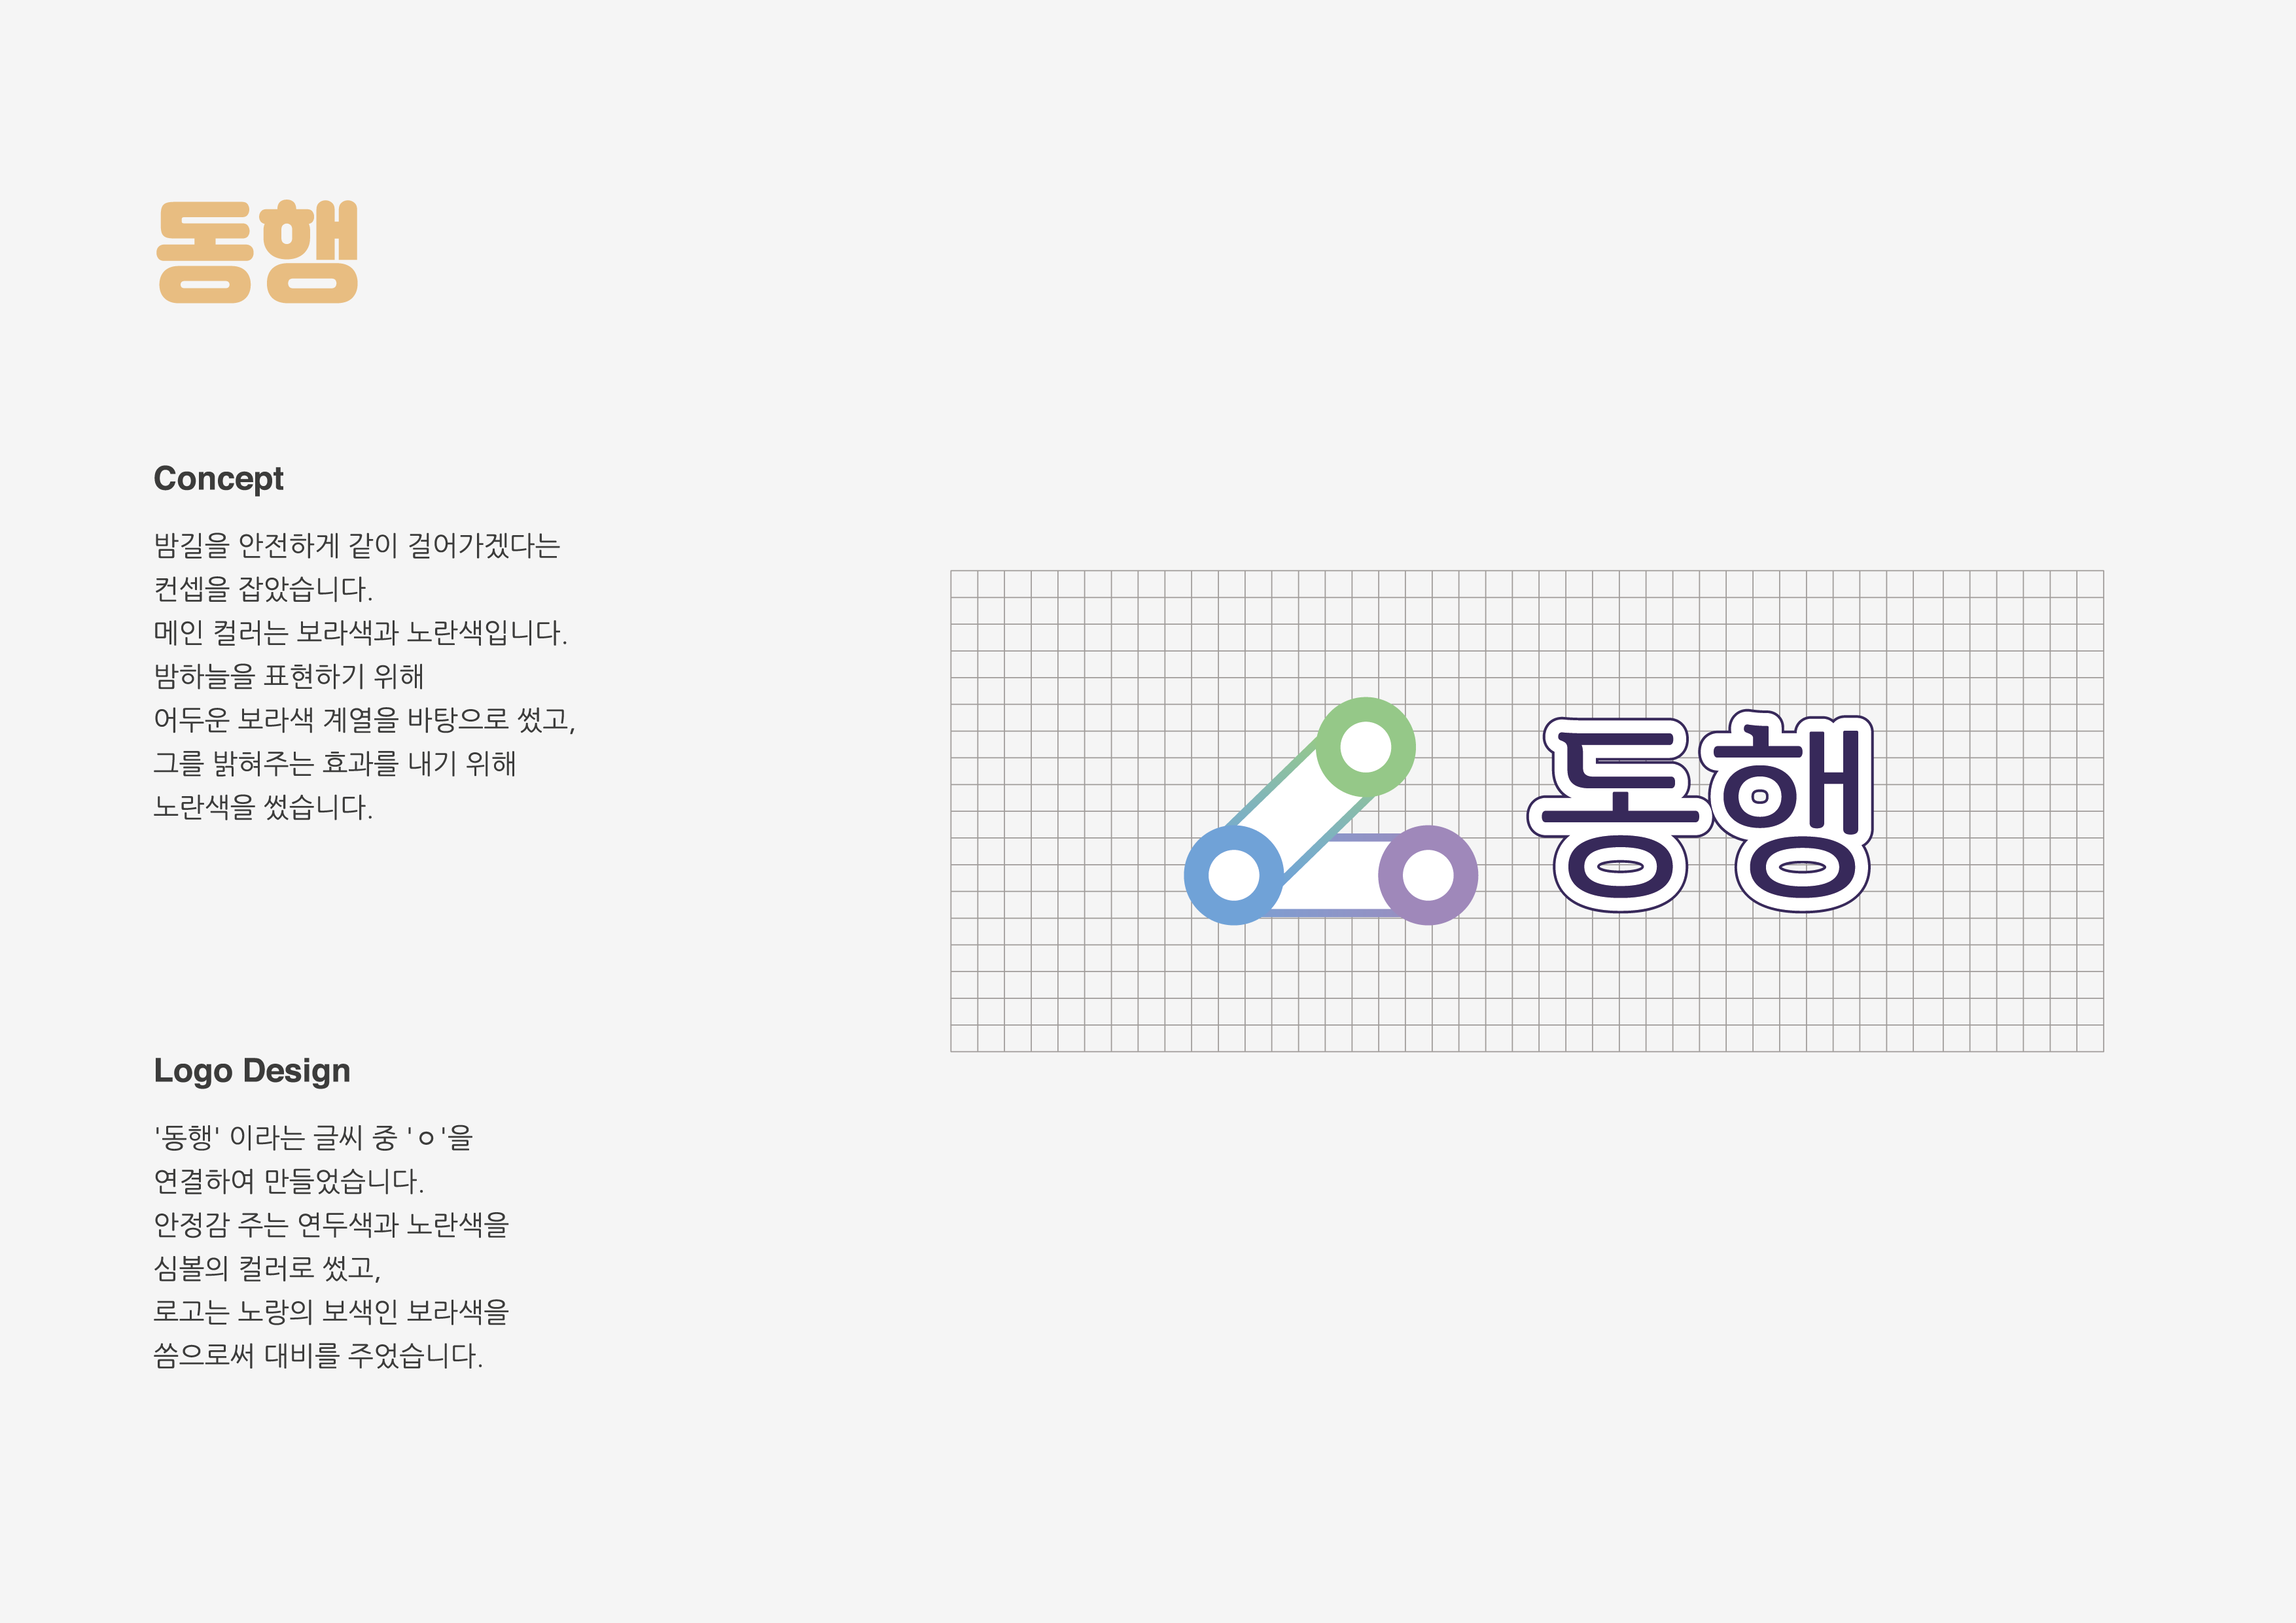 동행
Concept
밤길을 안전하게 같이 걸어가겠다는
컨셉을 잡았습니다.
메인 컬러는 보라색과 노란색입니다.
밤하늘을 표현하기 위해
어두운 보라색 계열을 바탕으로 썼고,
그를 밝혀주는 효과를 내기 위해
노란색을 썼습니다.
동행
Logo Design
'동행' 이라는 글씨 중 'ㅇ'을
연결하여 만들었습니다.
안정감 주는 연두색과 노란색을
심볼의 컬러로 썼고,
로고는 노랑의 보색인 보라색을
씀으로써 대비를 주었습니다.